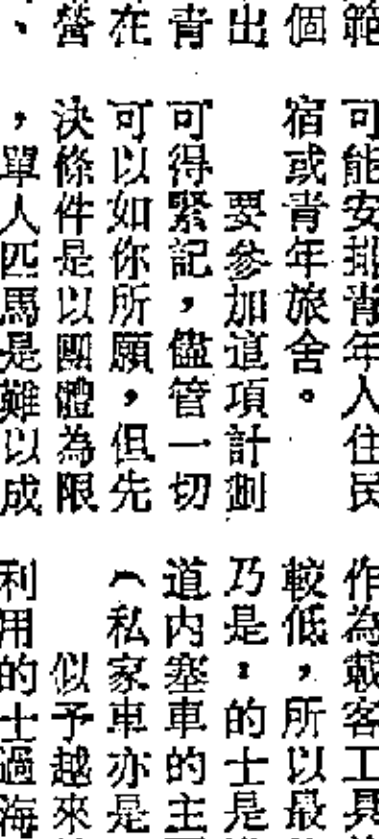 範
個
出
青
在
營
、
可能安排青年人住民
宿或青年旅舍。
要參加這項計劃
可得緊記，儘管一切
可以如你所願，但先
決條件是以團體為限
，單人匹馬是難以成
作為載客工具
較低，所以最
乃是：的士是
道內塞車的主
（私家車亦是
似予越來
利用的士過海